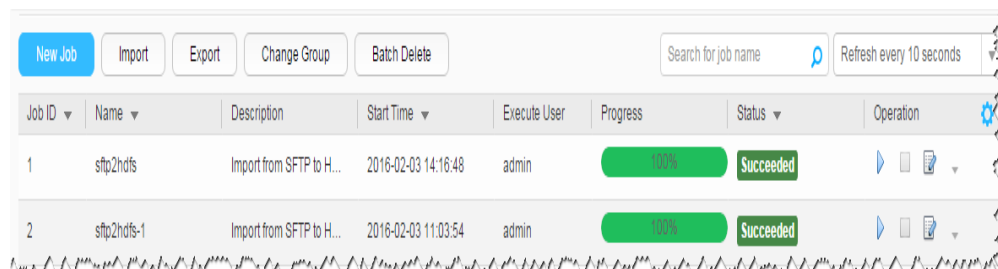 New Job Import Export Change Group Batch Delete Search for job name Refresh every 10 seconds
Job ID Name Description Start Time Execute User Progress Status Operation
1 sftp2hdfs Import from SFTP to H... 2016-02-03 14:16:48 admin 100% Succeeded
2 sftp2hdfs-1 Import from SFTP to H... 2016-02-03 11:03:54 admin 100% Succeeded